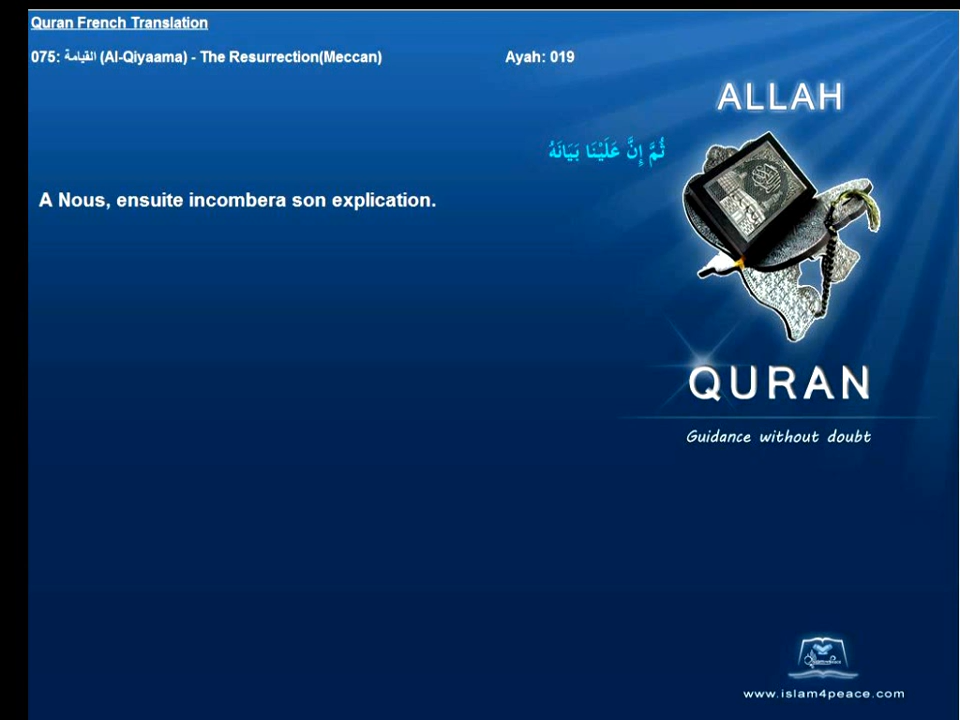 Quran French Translation
075: القيامة (Al-Qiyaama) - The Resurrection(Meccan) Ayah: 019
ALLAH
ثُمَّ إِنَّ عَلَيْنَا بَيَانَهُ
A Nous, ensuite incombera son explication.
QURAN
Guidance without doubt
www.islam4peace.com